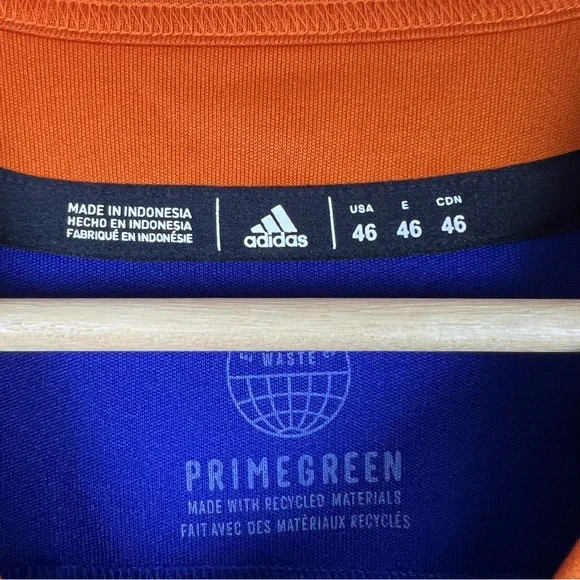 MADE IN INDONESIA
HECHO EN INDONESIA
FABRIQUÉ EN INDONÉSIE
adidas
USA E CDN
46 46 46
WASTE
PRIMEGREEN
MADE WITH RECYCLED MATERIALS
FAIT AVEC DES MATÉRIAUX RECYCLÉS